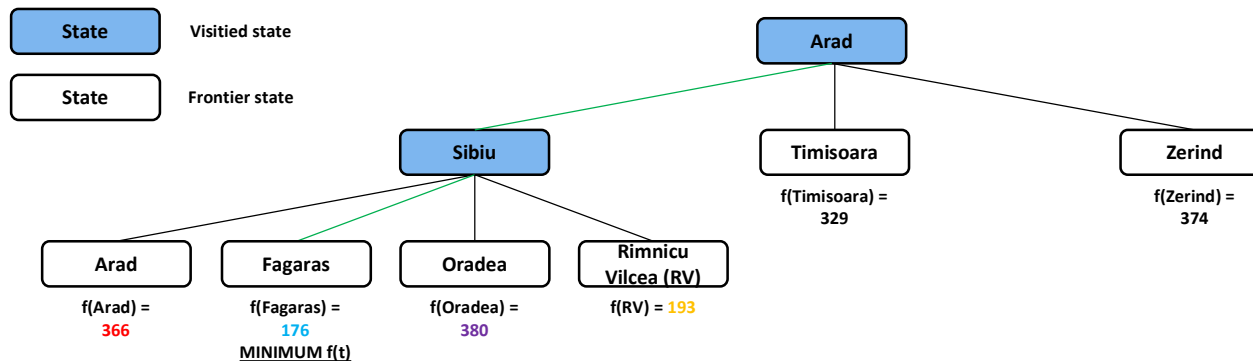 State
Visitied state
Arad
State
Frontier state
Sibiu
Timisoara
Zerind
f(Timisoara) =
329
f(Zerind) =
374
Arad
Fagaras
Oradea
Rimnicu
Vilcea (RV)
f(Arad) =
366
f(Fagaras) =
176
MINIMUM f(t)
f(Oradea) =
380
f(RV) = 193